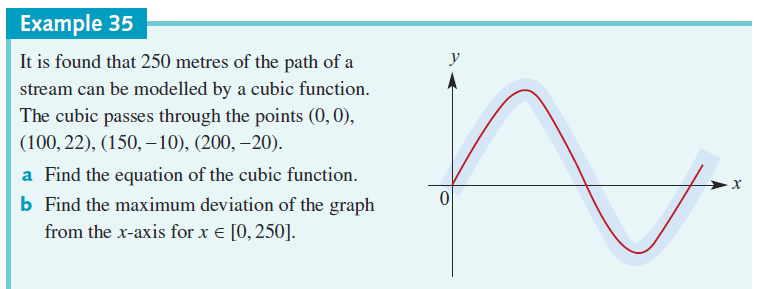 Example 35
It is found that 250 metres of the path of a
stream can be modelled by a cubic function.
The cubic passes through the points (0, 0),
(100, 22), (150, −10), (200, −20).
a Find the equation of the cubic function.
b Find the maximum deviation of the graph
from the x-axis for x ∈ [0, 250].
y
0
x